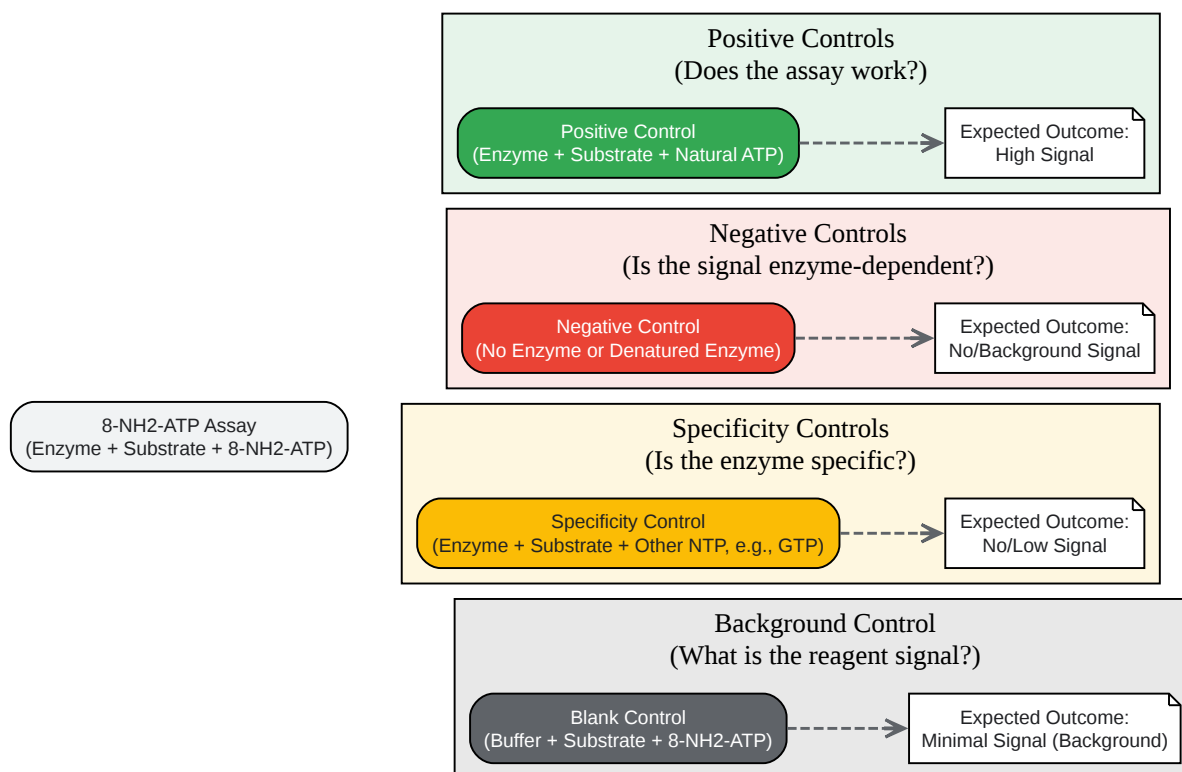 Positive Controls
(Does the assay work?)
Positive Control
(Enzyme + Substrate + Natural ATP)
Expected Outcome:
High Signal
Negative Controls
(Is the signal enzyme-dependent?)
Negative Control
(No Enzyme or Denatured Enzyme)
Expected Outcome:
No/Background Signal
8-NH2-ATP Assay
(Enzyme + Substrate + 8-NH2-ATP)
Specificity Controls
(Is the enzyme specific?)
Specificity Control
(Enzyme + Substrate + Other NTP, e.g., GTP)
Expected Outcome:
No/Low Signal
Background Control
(What is the reagent signal?)
Blank Control
(Buffer + Substrate + 8-NH2-ATP)
Expected Outcome:
Minimal Signal (Background)